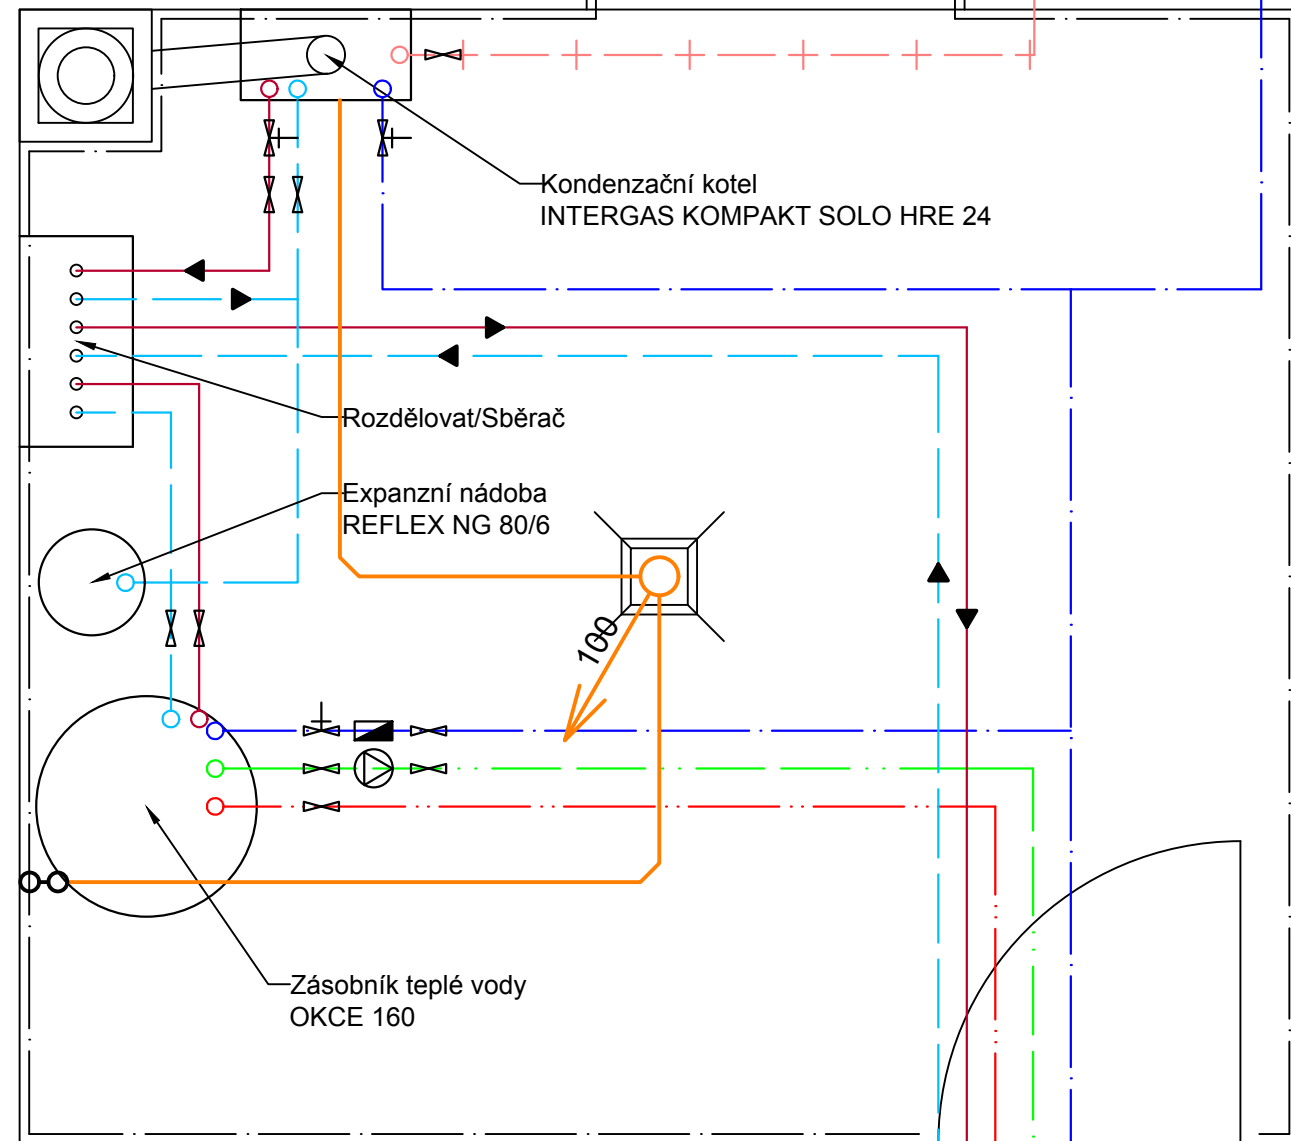 Kondenzační kotel
INTERGAS KOMPAKT SOLO HRE 24
Rozdělovat/Sběrač
Expanzní nádoba
REFLEX NG 80/6
100
Zásobník teplé vody
OKCE 160